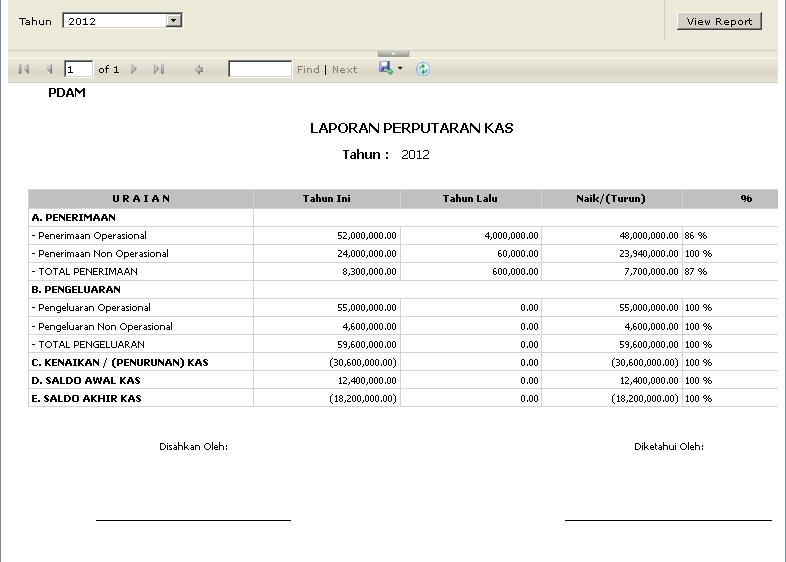 Tahun 2012 View Report
1 of 1 Find | Next
PDAM
LAPORAN PERPUTARAN KAS
Tahun : 2012
U R A I A N Tahun Ini Tahun Lalu Naik/(Turun) %
A. PENERIMAAN
- Penerimaan Operasional 52,000,000.00 4,000,000.00 48,000,000.00 86 %
- Penerimaan Non Operasional 24,000,000.00 60,000.00 23,940,000.00 100 %
- TOTAL PENERIMAAN 8,300,000.00 600,000.00 7,700,000.00 87 %
B. PENGELUARAN
- Pengeluaran Operasional 55,000,000.00 0.00 55,000,000.00 100 %
- Pengeluaran Non Operasional 4,600,000.00 0.00 4,600,000.00 100 %
- TOTAL PENGELUARAN 59,600,000.00 0.00 59,600,000.00 100 %
C. KENAIKAN / (PENURUNAN) KAS (30,600,000.00) 0.00 (30,600,000.00) 100 %
D. SALDO AWAL KAS 12,400,000.00 0.00 12,400,000.00 100 %
E. SALDO AKHIR KAS (18,200,000.00) 0.00 (18,200,000.00) 100 %
Disahkan Oleh: Diketahui Oleh: